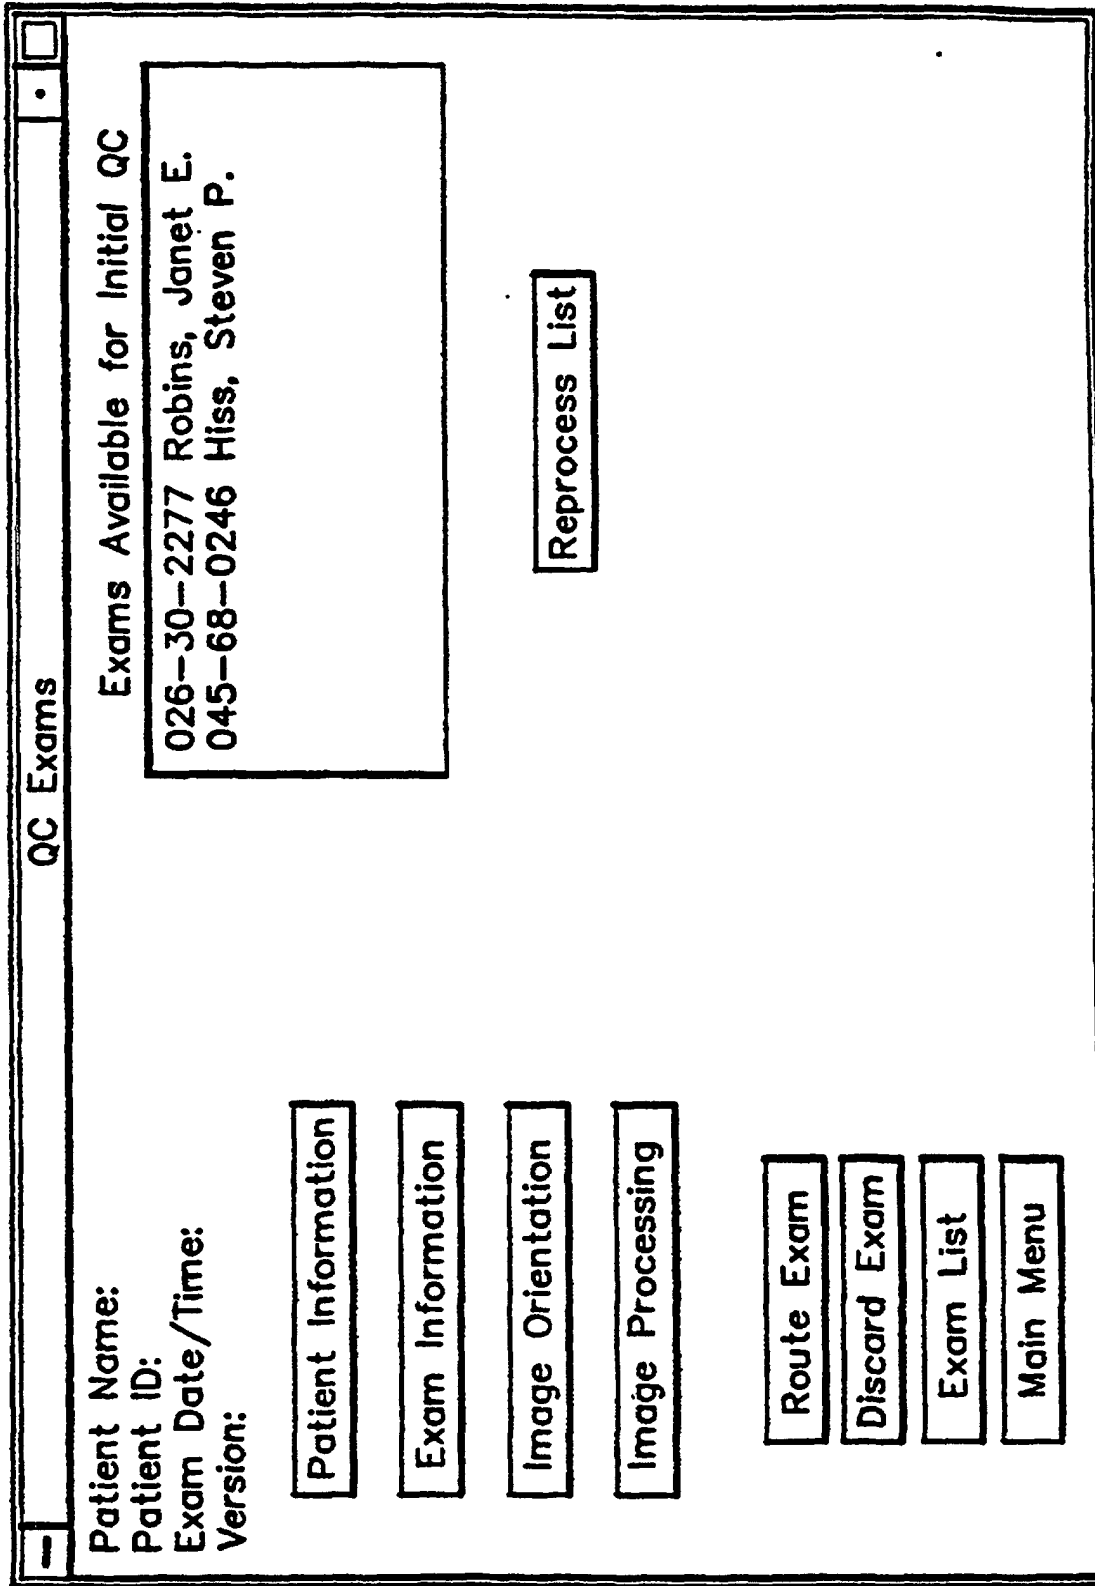 QC Exams
Patient Name:
Patient ID:
Exam Date/Time:
Version:
Patient Information
Exam Information
Image Orientation
Image Processing
Route Exam
Discard Exam
Exam List
Main Menu
Exams Available for Initial QC
026-30-2277 Robins, Janet E.
045-68-0246 Hiss, Steven P.
Reprocess List